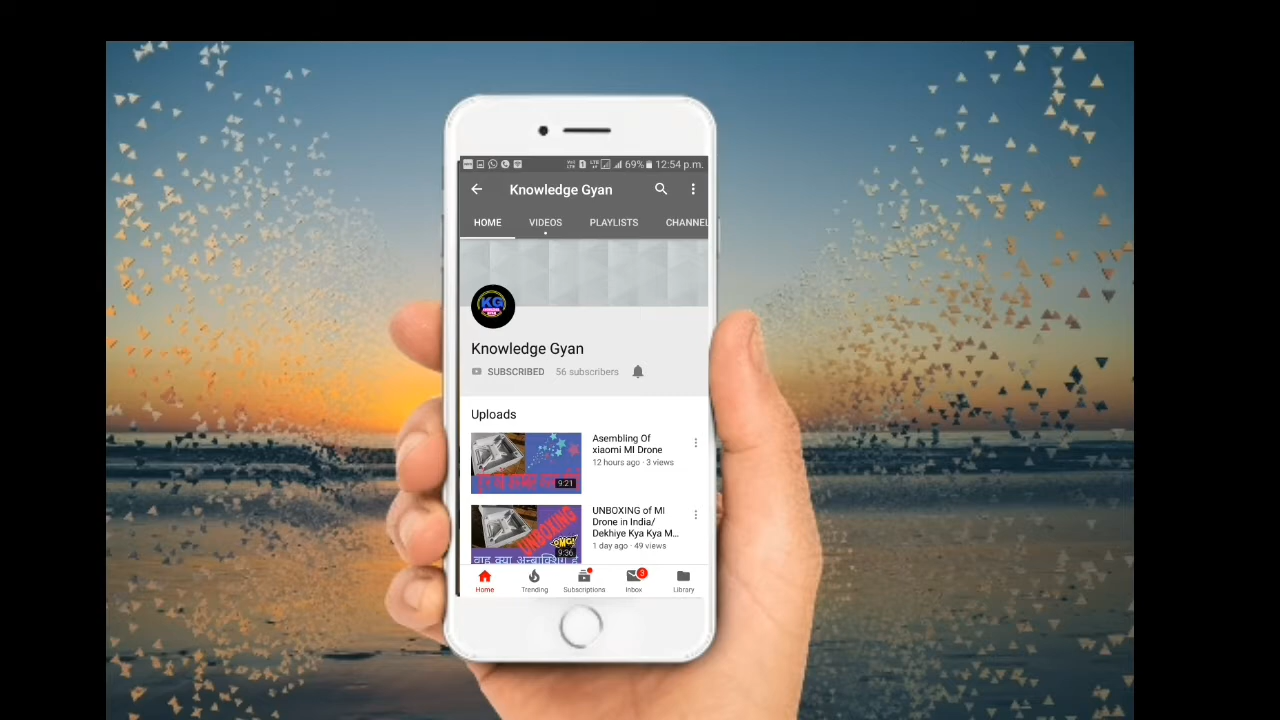 69% 12:54 p.m.
Knowledge Gyan
HOME VIDEOS PLAYLISTS CHANNEL
KG
Knowledge Gyan
SUBSCRIBED 56 subscribers
Uploads
Asembling Of
xiaomi MI Drone
12 hours ago · 3 views
9:21
UNBOXING of MI
Drone in India/
Dekhiye Kya Kya M...
1 day ago · 49 views
UNBOXING
OMG!
9:36
Home Trending Subscriptions Inbox 3 Library